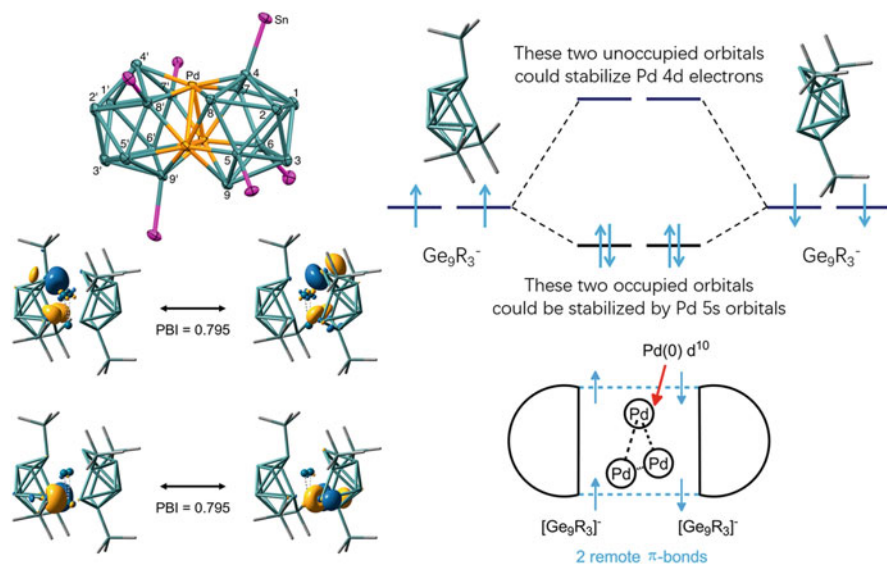 Sn
4'
Pd
4
1'
7'
7
1
2'
8'
8
2
6'
5'
5
6
3'
3
9'
9
PBI = 0.795
PBI = 0.795
These two unoccupied orbitals
could stabilize Pd 4d electrons
Ge₉R₃⁻
Ge₉R₃⁻
These two occupied orbitals
could be stabilized by Pd 5s orbitals
Pd(0) d¹⁰
Pd
Pd
Pd
[Ge₉R₃]⁻
[Ge₉R₃]⁻
2 remote π-bonds